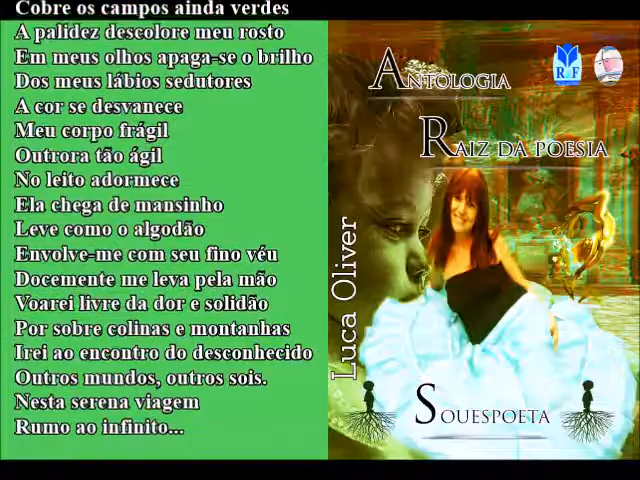 Cobre os campos ainda verdes
A palidez descolore meu rosto
Em meus olhos apaga-se o brilho
Dos meus lábios sedutores
A cor se desvanece
Meu corpo frágil
Outrora tão ágil
No leito adormece
Ela chega de mansinho
Leve como o algodão
Envolve-me com seu fino véu
Docemente me leva pela mão
Voarei livre da dor e solidão
Por sobre colinas e montanhas
Irei ao encontro do desconhecido
Outros mundos, outros sois.
Nesta serena viagem
Rumo ao infinito...
Antologia
R F
Raiz da poesia
Luca Oliver
Souespoeta